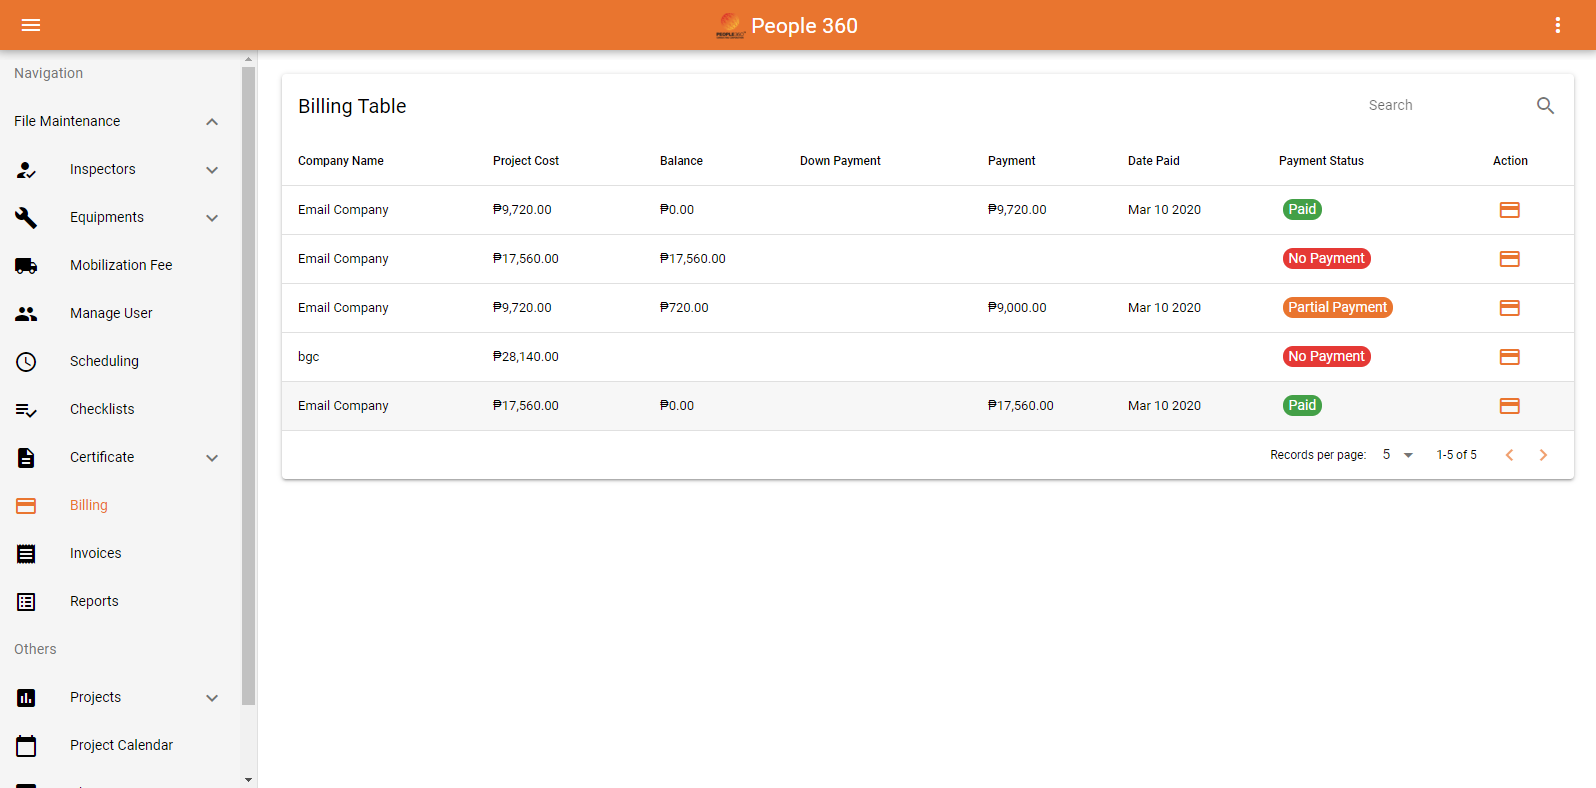 People 360
Navigation
File Maintenance
Inspectors
Equipments
Mobilization Fee
Manage User
Scheduling
Checklists
Certificate
Billing
Invoices
Reports
Others
Projects
Project Calendar
Billing Table
Search
Company Name Project Cost Balance Down Payment Payment Date Paid Payment Status Action
Email Company ₱9,720.00 ₱0.00 ₱9,720.00 Mar 10 2020 Paid
Email Company ₱17,560.00 ₱17,560.00 No Payment
Email Company ₱9,720.00 ₱720.00 ₱9,000.00 Mar 10 2020 Partial Payment
bgc ₱28,140.00 No Payment
Email Company ₱17,560.00 ₱0.00 ₱17,560.00 Mar 10 2020 Paid
Records per page: 5 1-5 of 5